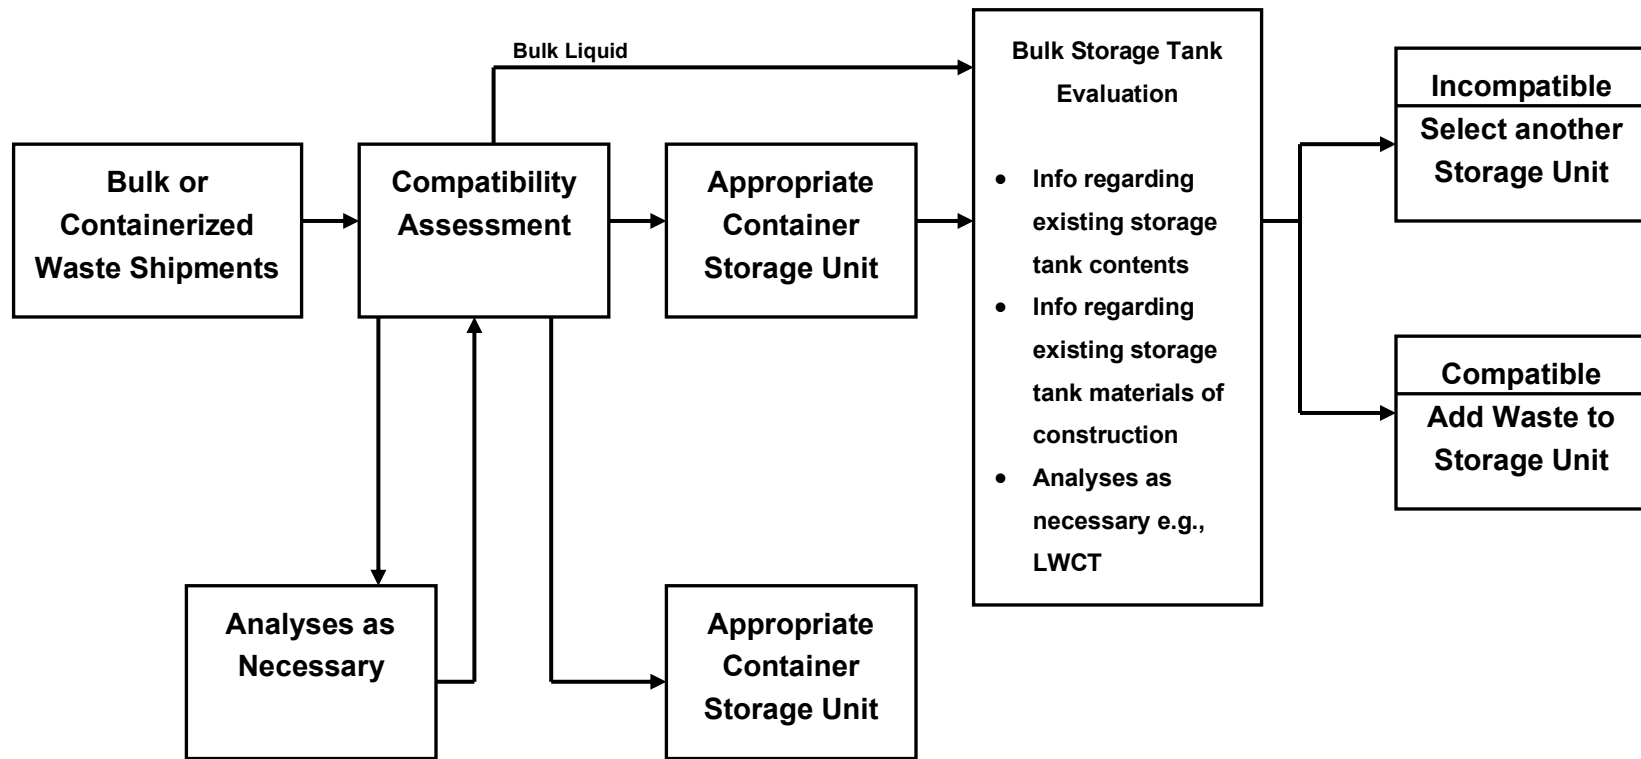 Bulk Liquid
Bulk or
Containerized
Waste Shipments
Compatibility
Assessment
Appropriate
Container
Storage Unit
Bulk Storage Tank
Evaluation
• Info regarding
existing storage
tank contents
• Info regarding
existing storage
tank materials of
construction
• Analyses as
necessary e.g.,
LWCT
Incompatible
Select another
Storage Unit
Compatible
Add Waste to
Storage Unit
Analyses as
Necessary
Appropriate
Container
Storage Unit